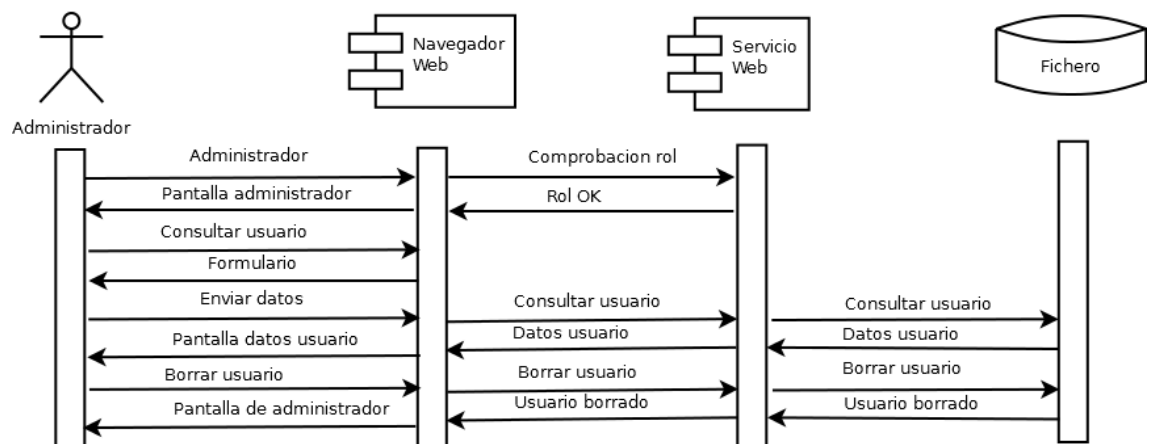 Navegador
Web
Servicio
Web
Fichero
Administrador
Administrador
Comprobacion rol
Pantalla administrador
Rol OK
Consultar usuario
Formulario
Enviar datos
Consultar usuario
Consultar usuario
Pantalla datos usuario
Datos usuario
Datos usuario
Borrar usuario
Borrar usuario
Borrar usuario
Pantalla de administrador
Usuario borrado
Usuario borrado